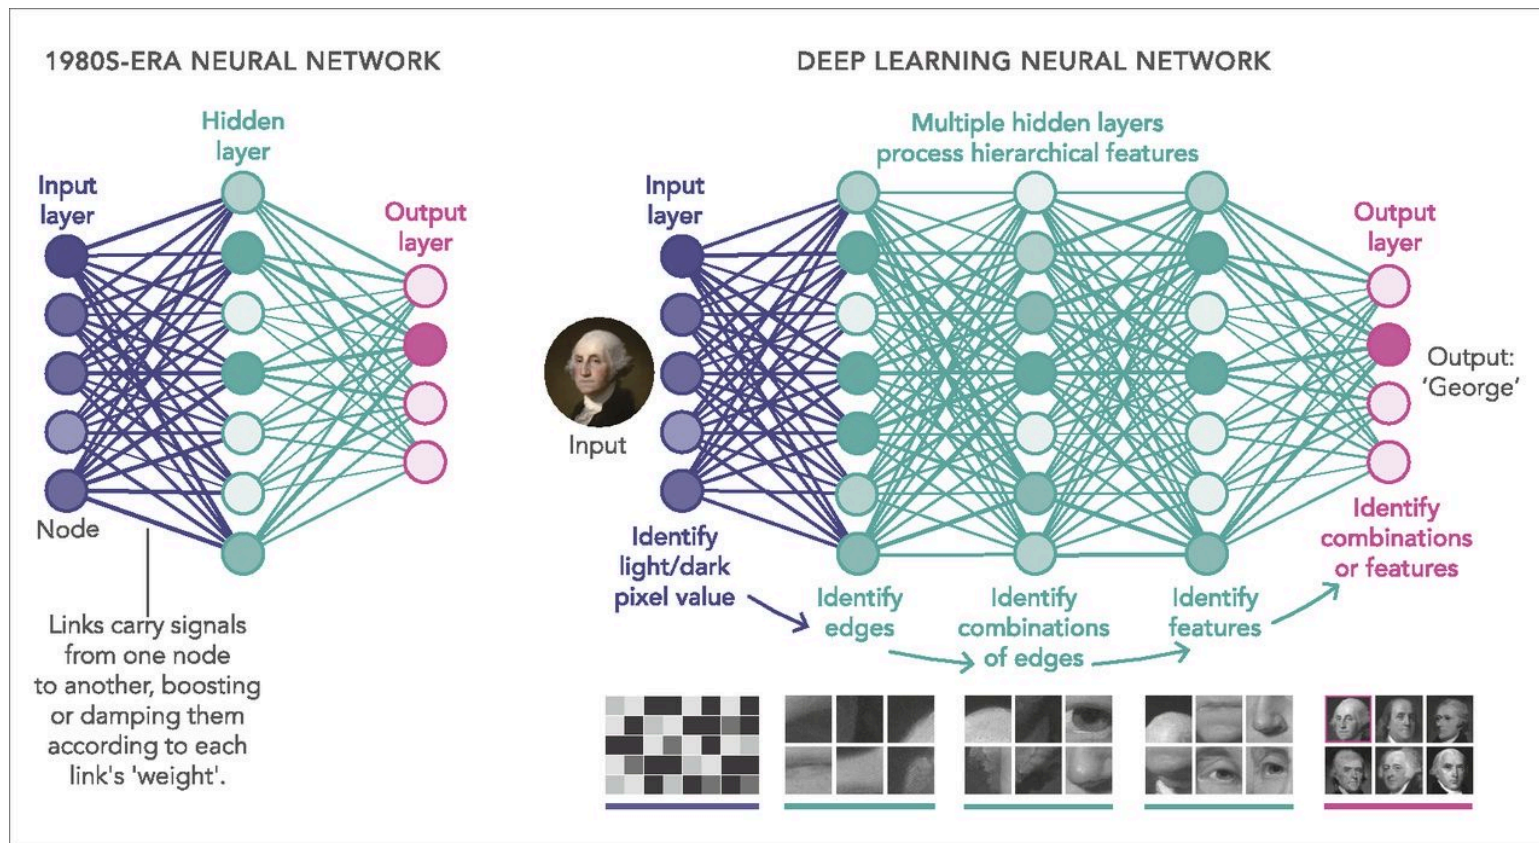 1980S-ERA NEURAL NETWORK
Hidden
layer
Input
layer
Output
layer
Node
Links carry signals
from one node
to another, boosting
or damping them
according to each
link's 'weight'.
DEEP LEARNING NEURAL NETWORK
Multiple hidden layers
process hierarchical features
Input
layer
Output
layer
Input
Output:
'George'
Identify
light/dark
pixel value
Identify
edges
Identify
combinations
of edges
Identify
features
Identify
combinations
or features